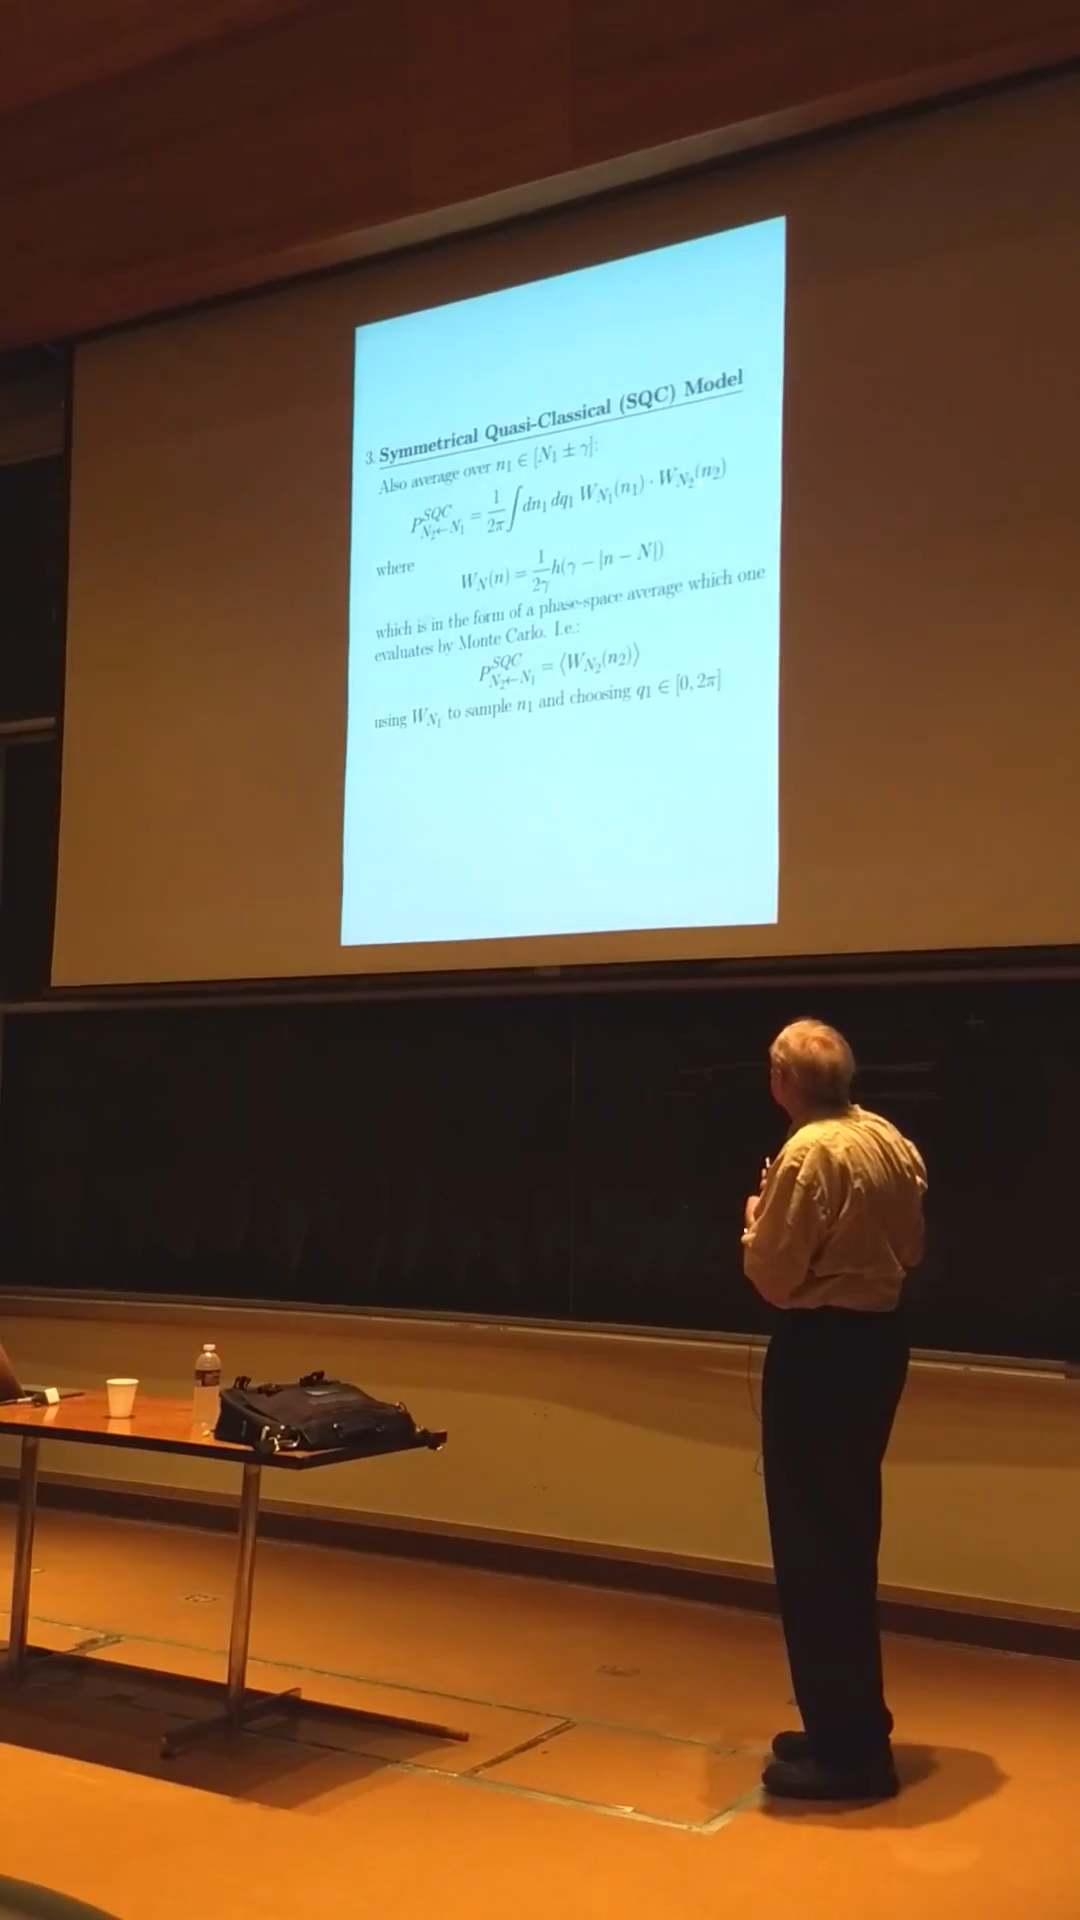 3. Symmetrical Quasi-Classical (SQC) Model
Also average over n₁ ∈ [N₁ ± γ]:
P^{SQC}_{N₂←N₁} = \frac{1}{2π} ∫ dn₁ dq₁ W_{N₁}(n₁) · W_{N₂}(n₂)
where
W_N(n) = \frac{1}{2γ} h(γ − |n − N|)
which is in the form of a phase-space average which one
evaluates by Monte Carlo. I.e.:
P^{SQC}_{N₂←N₁} = ⟨W_{N₂}(n₂)⟩
using W_{N₁} to sample n₁ and choosing q₁ ∈ [0, 2π]